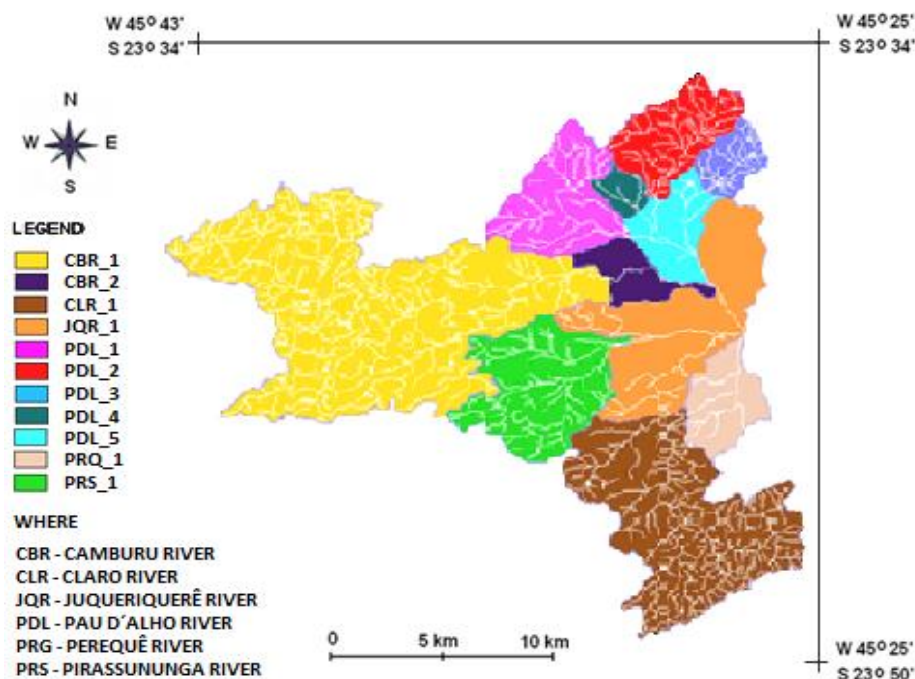 W 45º 43'
S 23º 34'
W 45º 25'
S 23º 34'
N
W
E
S
LEGEND
CBR_1
CBR_2
CLR_1
JQR_1
PDL_1
PDL_2
PDL_3
PDL_4
PDL_5
PRQ_1
PRS_1
WHERE
CBR - CAMBURU RIVER
CLR - CLARO RIVER
JQR - JUQUERIQUERÊ RIVER
PDL - PAU D´ALHO RIVER
PRG - PEREQUÊ RIVER
PRS - PIRASSUNUNGA RIVER
0
5 km
10 km
W 45º 25'
S 23º 50'